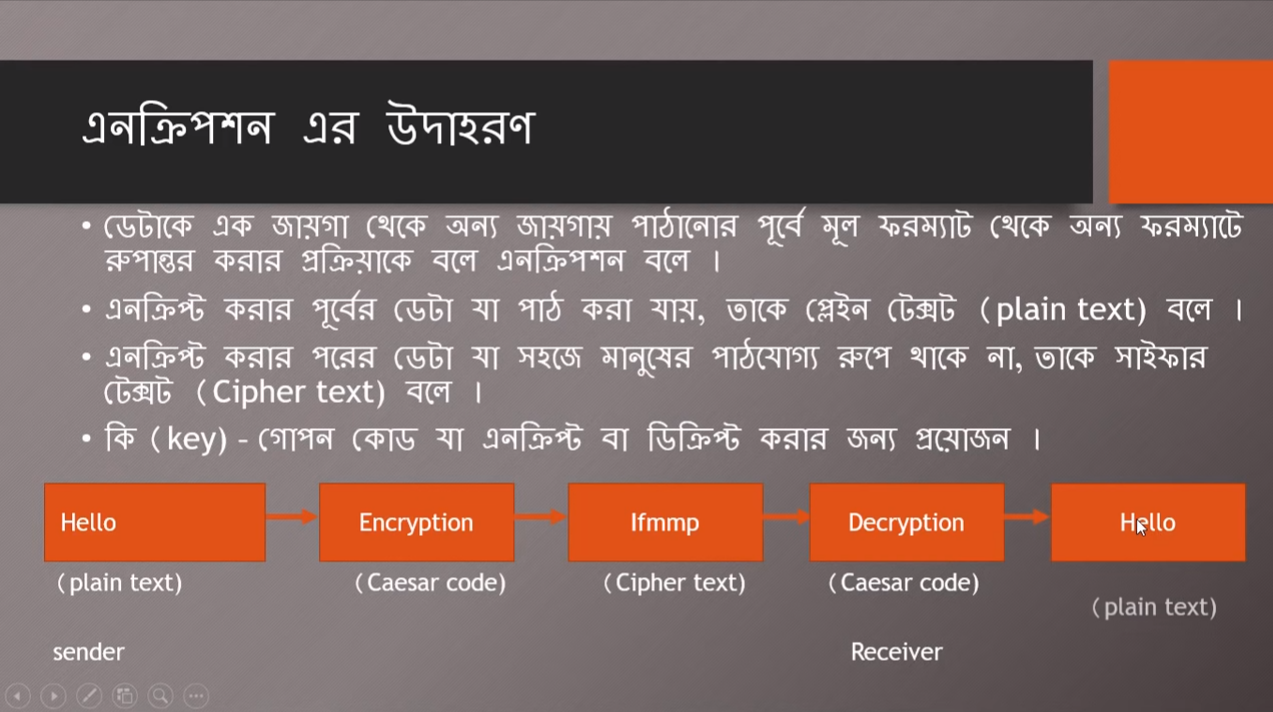 এনক্রিপশন এর উদাহরণ
• ডেটাকে এক জায়গা থেকে অন্য জায়গায় পাঠানোর পূর্বে মূল ফরম্যাট থেকে অন্য ফরম্যাটে
রুপান্তর করার প্রক্রিয়াকে বলে এনক্রিপশন বলে ।
• এনক্রিপ্ট করার পূর্বের ডেটা যা পাঠ করা যায়, তাকে প্লেইন টেক্সট (plain text) বলে ।
• এনক্রিপ্ট করার পরের ডেটা যা সহজে মানুষের পাঠযোগ্য রুপে থাকে না, তাকে সাইফার
টেক্সট (Cipher text) বলে ।
• কি (key) – গোপন কোড যা এনক্রিপ্ট বা ডিক্রিপ্ট করার জন্য প্রয়োজন ।
Hello Encryption Ifmmp Decryption Hello
(plain text) (Caesar code) (Cipher text) (Caesar code)
(plain text)
sender Receiver